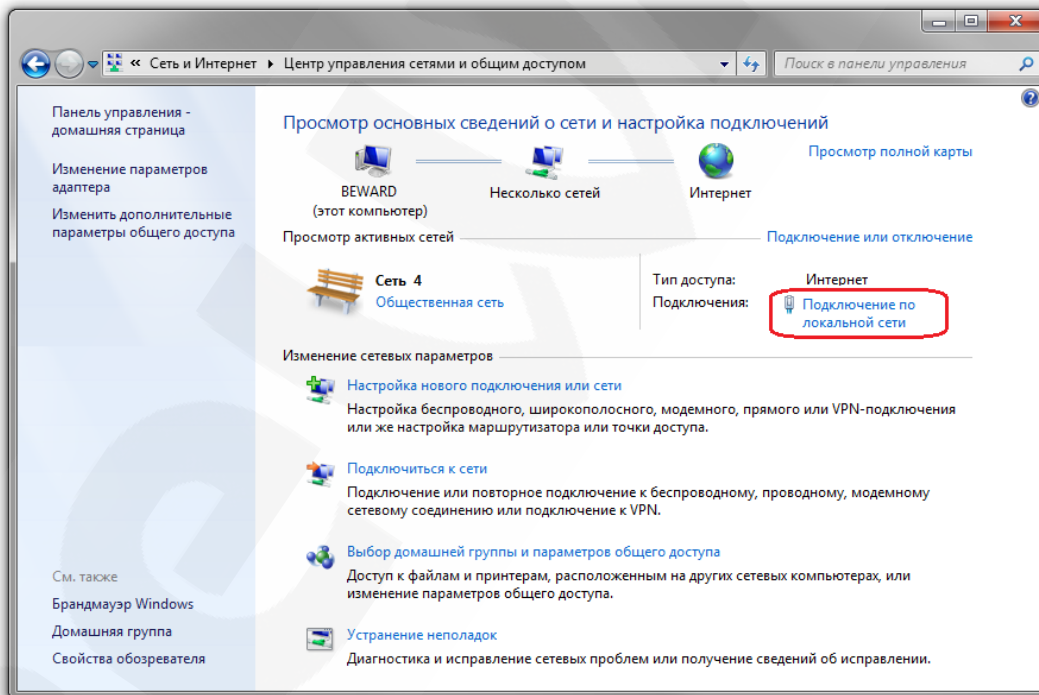 « Сеть и Интернет ▸ Центр управления сетями и общим доступом
Поиск в панели управления
Панель управления -
домашняя страница
Изменение параметров
адаптера
Изменить дополнительные
параметры общего доступа
См. также
Брандмауэр Windows
Домашняя группа
Свойства обозревателя
Просмотр основных сведений о сети и настройка подключений
Просмотр полной карты
BEWARD
(этот компьютер)
Несколько сетей
Интернет
Просмотр активных сетей
Подключение или отключение
Сеть 4
Общественная сеть
Тип доступа: Интернет
Подключения: Подключение по
локальной сети
Изменение сетевых параметров
Настройка нового подключения или сети
Настройка беспроводного, широкополосного, модемного, прямого или VPN-подключения
или же настройка маршрутизатора или точки доступа.
Подключиться к сети
Подключение или повторное подключение к беспроводному, проводному, модемному
сетевому соединению или подключение к VPN.
Выбор домашней группы и параметров общего доступа
Доступ к файлам и принтерам, расположенным на других сетевых компьютерах, или
изменение параметров общего доступа.
Устранение неполадок
Диагностика и исправление сетевых проблем или получение сведений об исправлении.